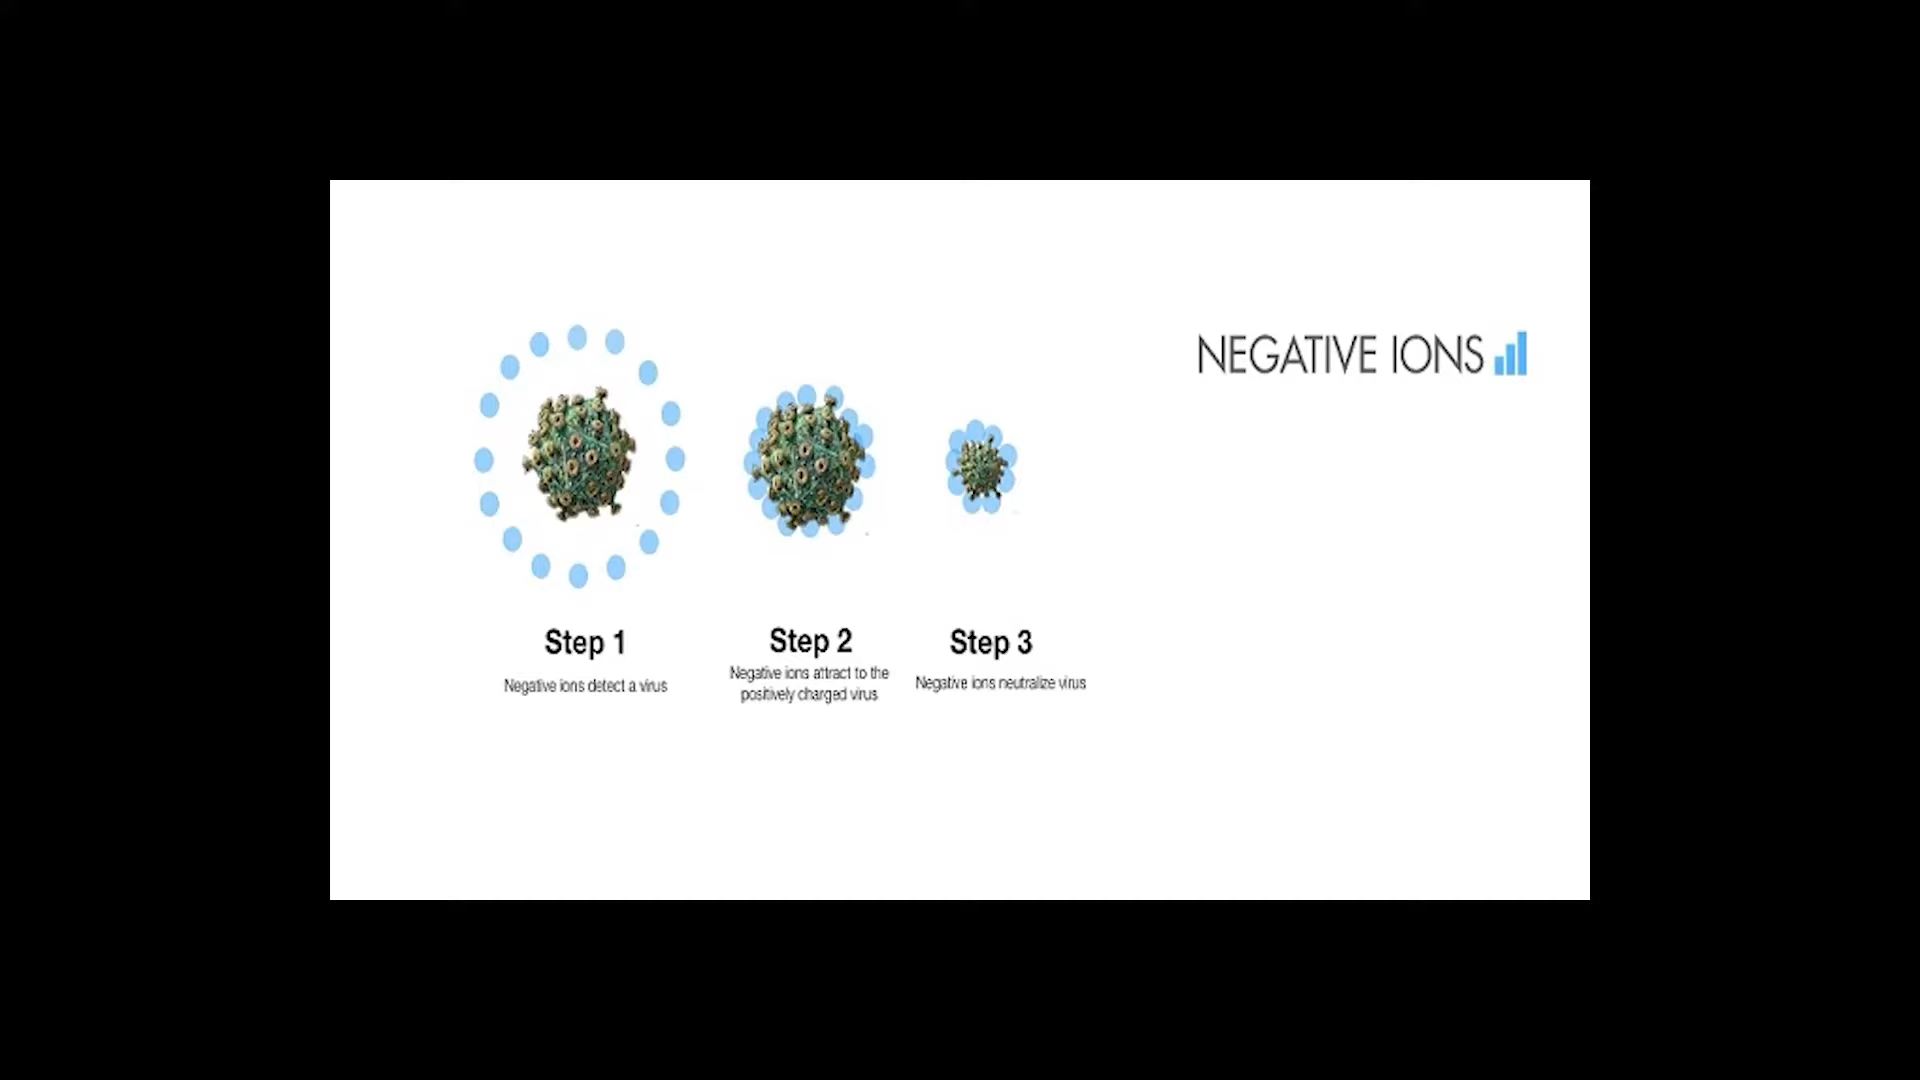 NEGATIVE IONS
Step 1
Negative ions detect a virus
Step 2
Negative ions attract to the
positively charged virus
Step 3
Negative ions neutralize virus